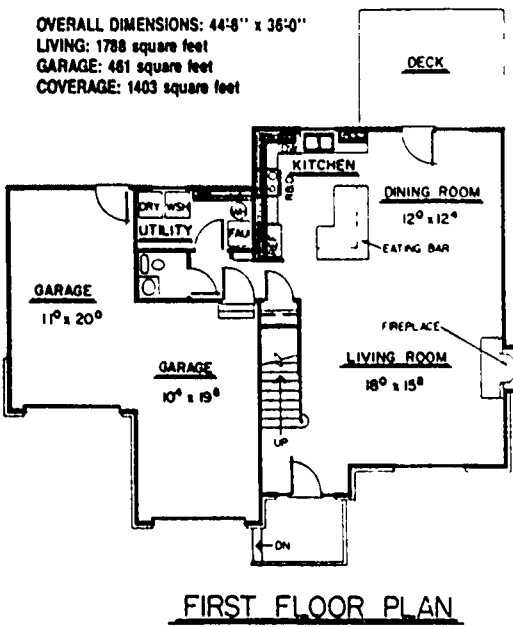 OVERALL DIMENSIONS: 44'-8" x 36'-0"
LIVING: 1788 square feet
GARAGE: 461 square feet
COVERAGE: 1403 square feet
DECK
KITCHEN
DINING ROOM
12⁰ x 12⁴
EATING BAR
DRY WSH
UTILITY
FAU
GARAGE
11⁰ x 20⁰
GARAGE
10⁴ x 19⁸
FIREPLACE
LIVING ROOM
18⁰ x 15⁸
UP
DN
FIRST FLOOR PLAN